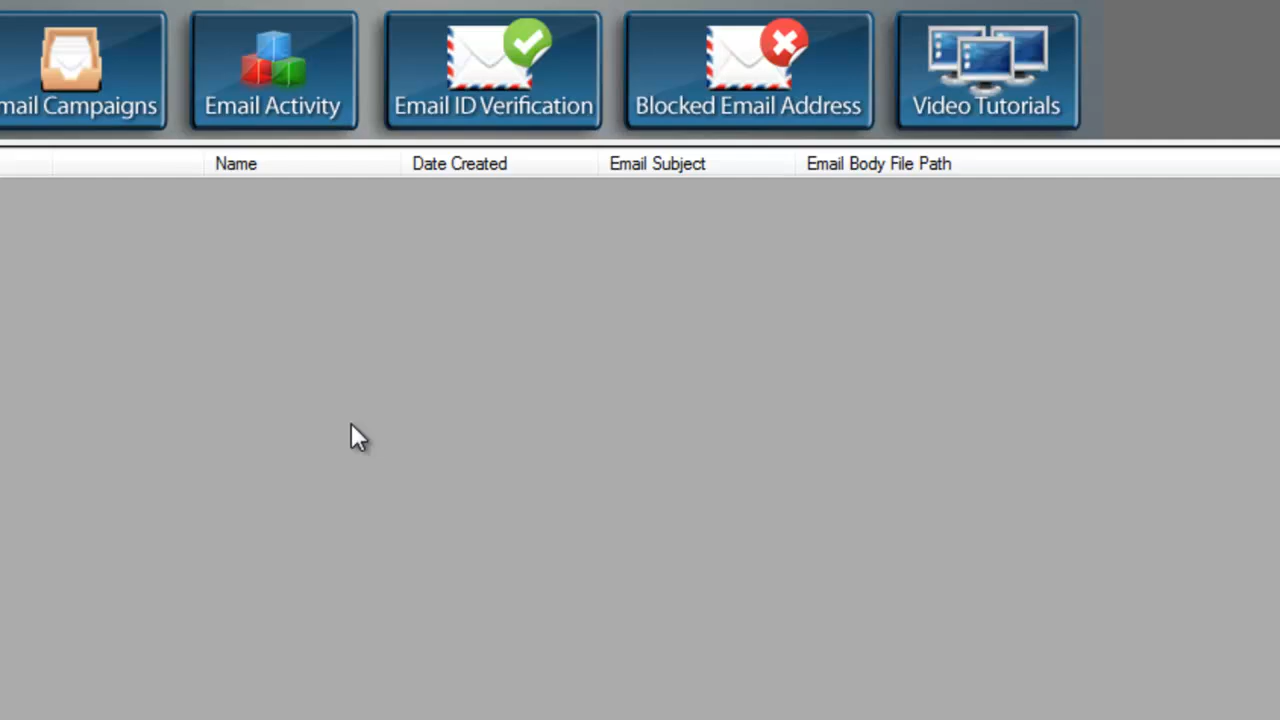 mail Campaigns
Email Activity
Email ID Verification
Blocked Email Address
Video Tutorials
Name
Date Created
Email Subject
Email Body File Path